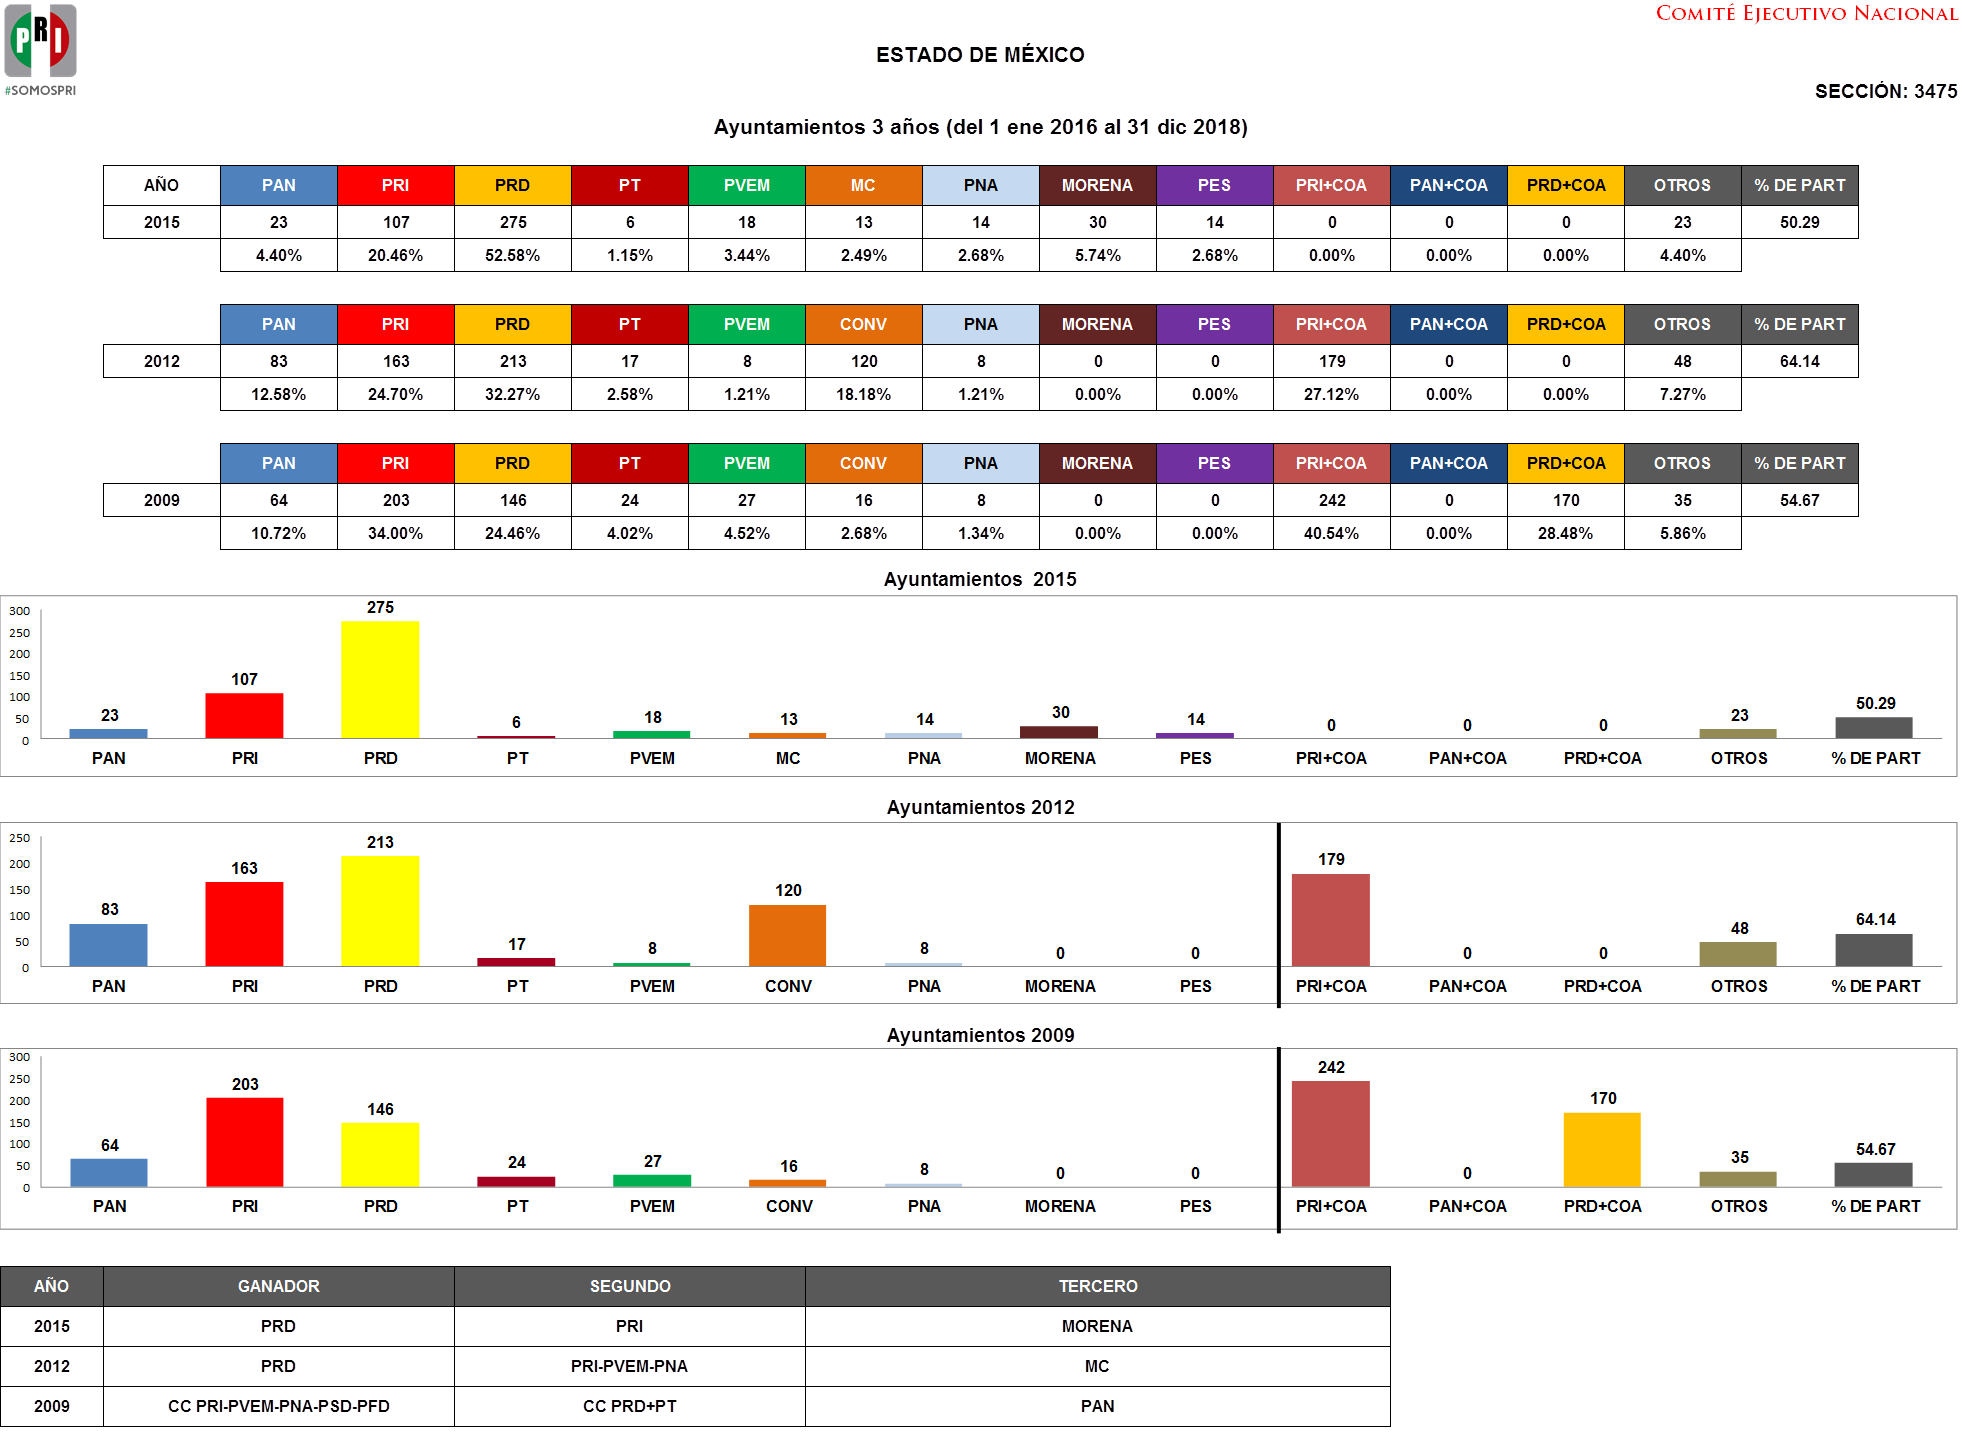 PRI
#SOMOSPRI
COMITÉ EJECUTIVO NACIONAL
ESTADO DE MÉXICO
SECCIÓN: 3475
Ayuntamientos 3 años (del 1 ene 2016 al 31 dic 2018)
AÑO PAN PRI PRD PT PVEM MC PNA MORENA PES PRI+COA PAN+COA PRD+COA OTROS % DE PART
2015 23 107 275 6 18 13 14 30 14 0 0 0 23 50.29
4.40% 20.46% 52.58% 1.15% 3.44% 2.49% 2.68% 5.74% 2.68% 0.00% 0.00% 0.00% 4.40%
PAN PRI PRD PT PVEM CONV PNA MORENA PES PRI+COA PAN+COA PRD+COA OTROS % DE PART
2012 83 163 213 17 8 120 8 0 0 179 0 0 48 64.14
12.58% 24.70% 32.27% 2.58% 1.21% 18.18% 1.21% 0.00% 0.00% 27.12% 0.00% 0.00% 7.27%
PAN PRI PRD PT PVEM CONV PNA MORENA PES PRI+COA PAN+COA PRD+COA OTROS % DE PART
2009 64 203 146 24 27 16 8 0 0 242 0 170 35 54.67
10.72% 34.00% 24.46% 4.02% 4.52% 2.68% 1.34% 0.00% 0.00% 40.54% 0.00% 28.48% 5.86%
Ayuntamientos 2015
300
250
200
150
100
50
0
23 107 275 6 18 13 14 30 14 0 0 0 23 50.29
PAN PRI PRD PT PVEM MC PNA MORENA PES PRI+COA PAN+COA PRD+COA OTROS % DE PART
Ayuntamientos 2012
250
200
150
100
50
0
83 163 213 17 8 120 8 0 0 179 0 0 48 64.14
PAN PRI PRD PT PVEM CONV PNA MORENA PES PRI+COA PAN+COA PRD+COA OTROS % DE PART
Ayuntamientos 2009
300
250
200
150
100
50
0
64 203 146 24 27 16 8 0 0 242 0 170 35 54.67
PAN PRI PRD PT PVEM CONV PNA MORENA PES PRI+COA PAN+COA PRD+COA OTROS % DE PART
AÑO GANADOR SEGUNDO TERCERO
2015 PRD PRI MORENA
2012 PRD PRI-PVEM-PNA MC
2009 CC PRI-PVEM-PNA-PSD-PFD CC PRD+PT PAN